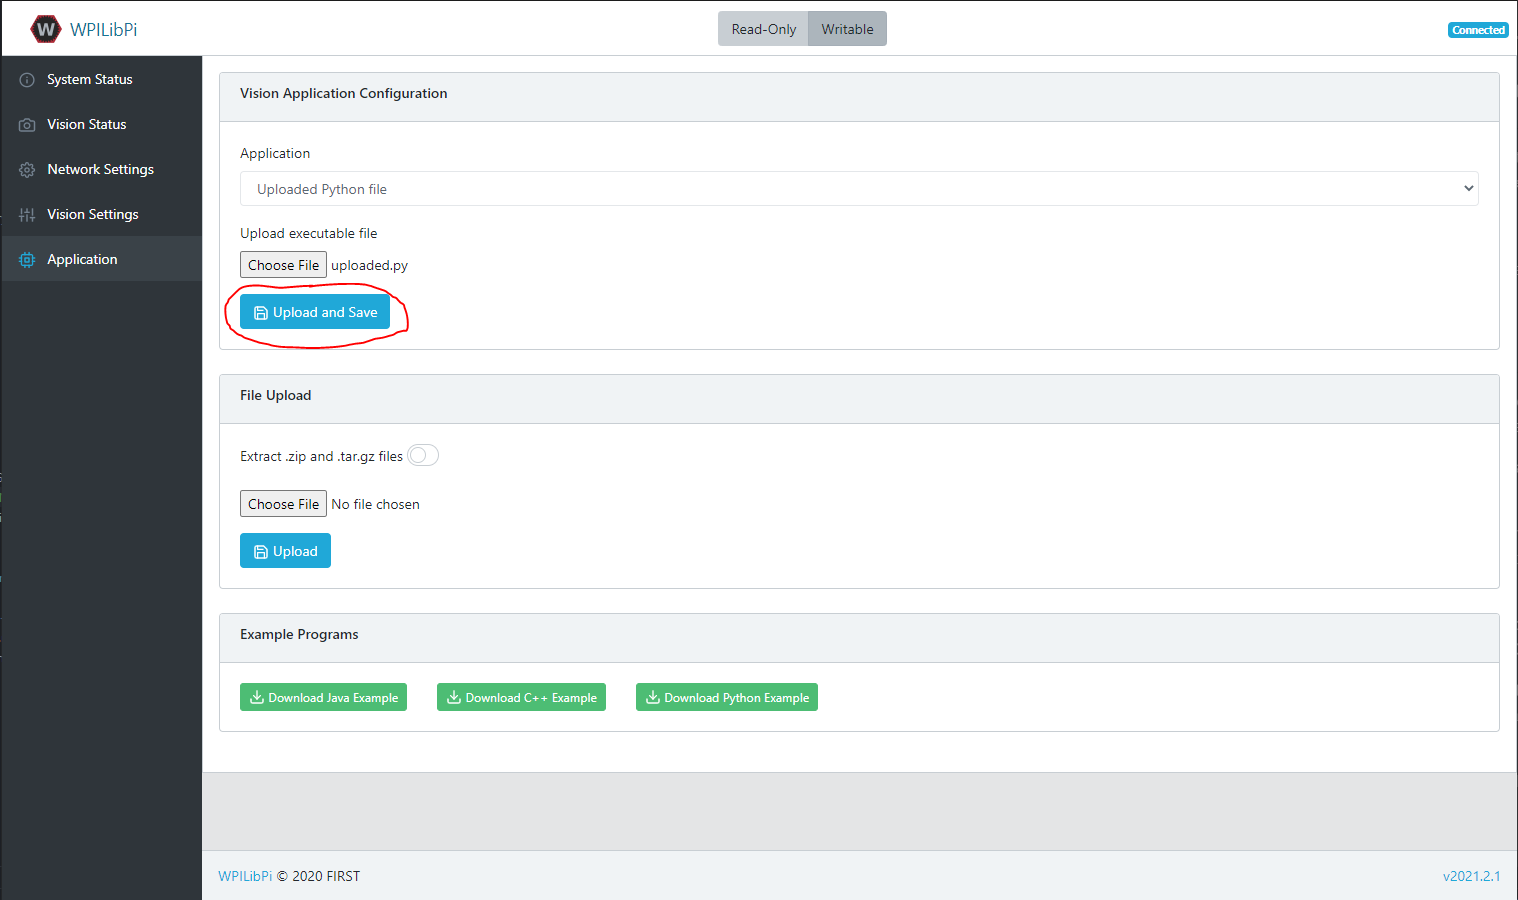 W WPILibPi
Read-Only Writable
Connected
System Status
Vision Status
Network Settings
Vision Settings
Application
Vision Application Configuration
Application
Uploaded Python file
Upload executable file
Choose File uploaded.py
Upload and Save
File Upload
Extract .zip and .tar.gz files
Choose File No file chosen
Upload
Example Programs
Download Java Example Download C++ Example Download Python Example
WPILibPi © 2020 FIRST
v2021.2.1